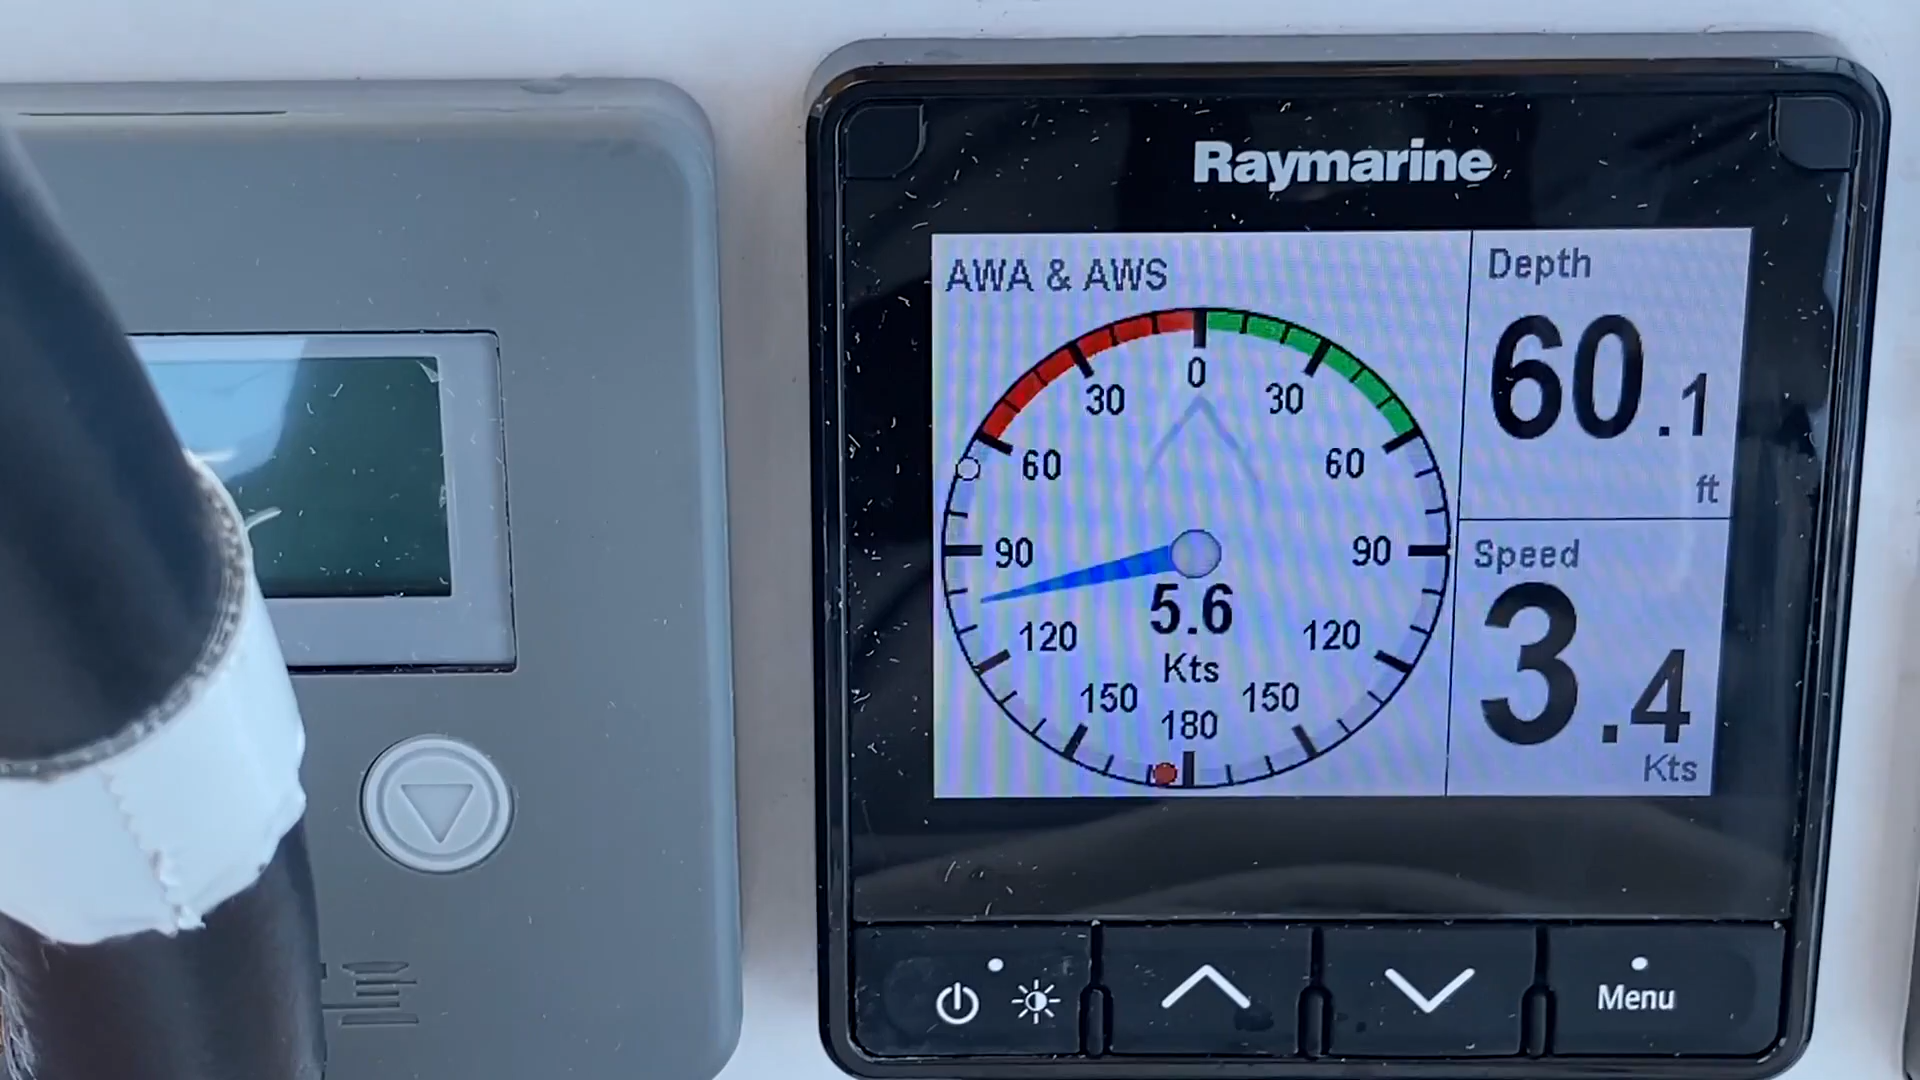 Raymarine
AWA & AWS
0
30
30
60
60
90
90
120
120
150
150
180
5.6
Kts
Depth
60.1
ft
Speed
3.4
Kts
Menu